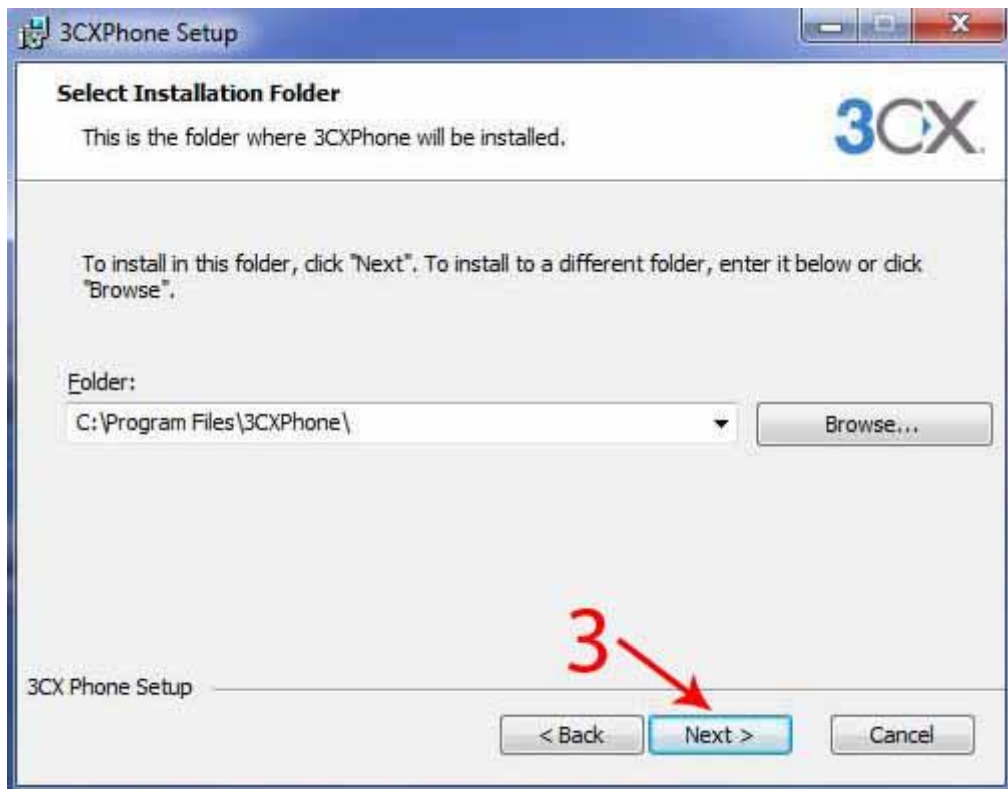 3CXPhone Setup
Select Installation Folder
This is the folder where 3CXPhone will be installed.
3CX
To install in this folder, click "Next". To install to a different folder, enter it below or click
"Browse".
Folder:
C:\Program Files\3CXPhone\
Browse...
3
3CX Phone Setup
< Back
Next >
Cancel